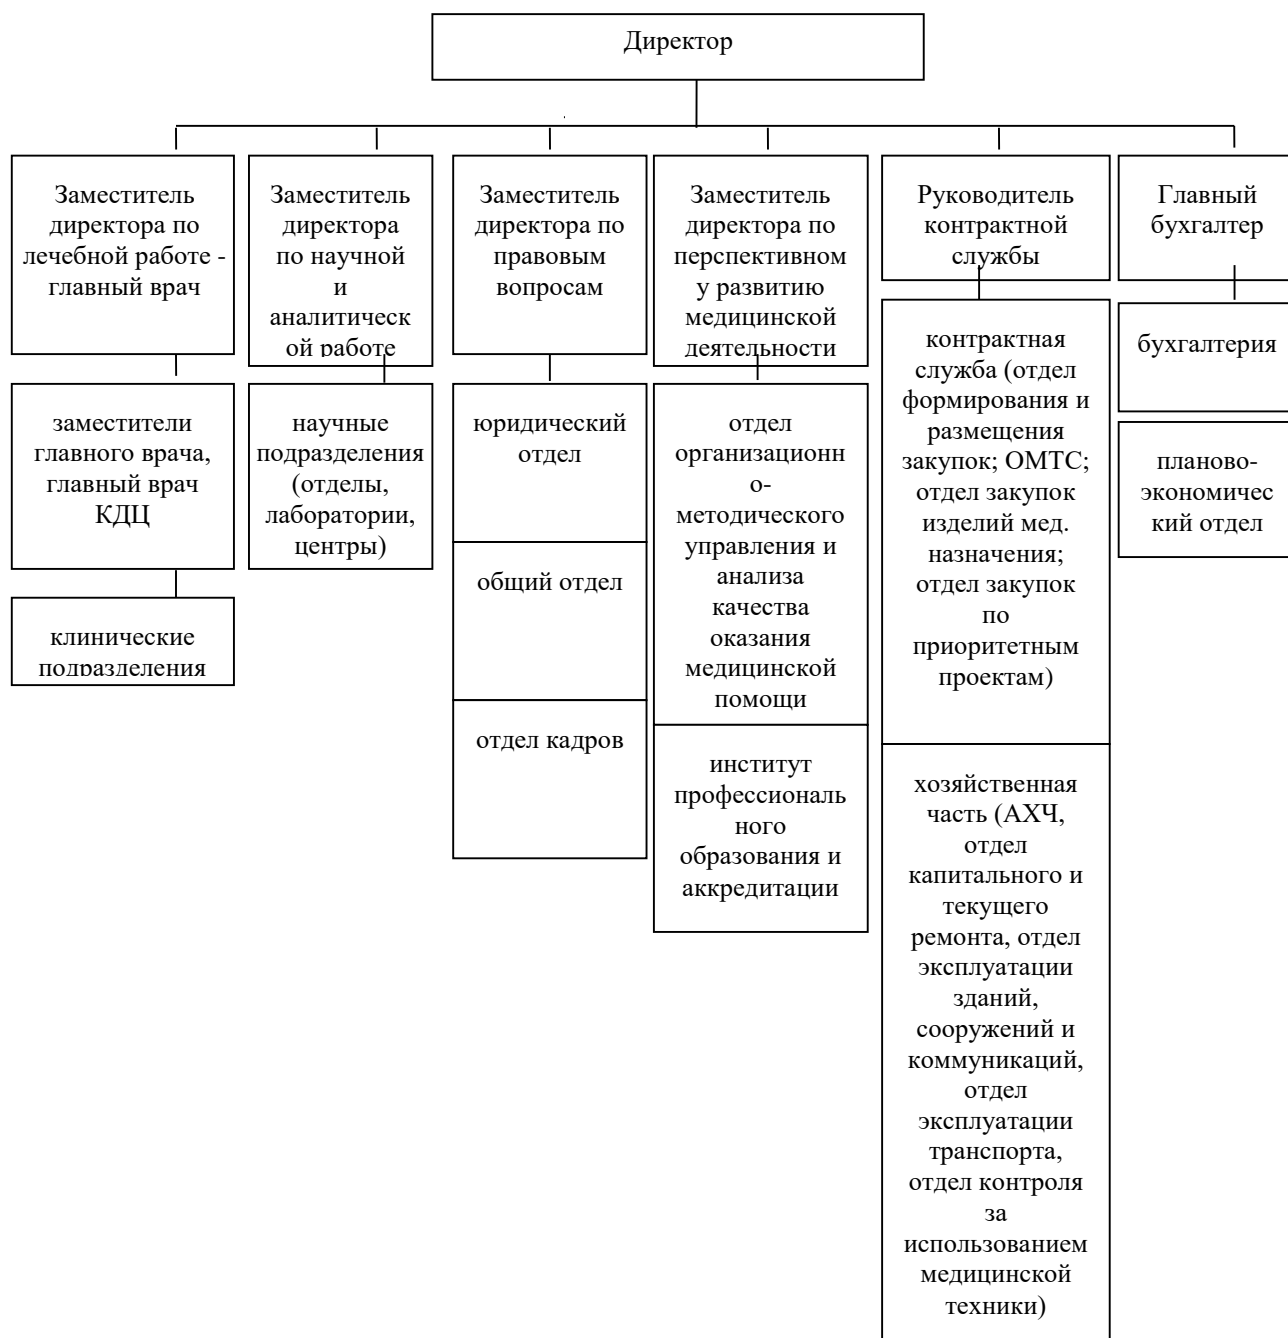 Директор
Заместитель
директора по
лечебной работе -
главный врач
Заместитель
директора
по научной
и
аналитическ
ой работе
Заместитель
директора по
правовым
вопросам
Заместитель
директора по
перспективном
у развитию
медицинской
деятельности
Руководитель
контрактной
службы
Главный
бухгалтер
заместители
главного врача,
главный врач
КДЦ
клинические
подразделения
научные
подразделения
(отделы,
лаборатории,
центры)
юридический
отдел
общий отдел
отдел кадров
отдел
организационн
о-
методического
управления и
анализа
качества
оказания
медицинской
помощи
институт
профессиональ
ного
образования и
аккредитации
контрактная
служба (отдел
формирования и
размещения
закупок; ОМТС;
отдел закупок
изделий мед.
назначения;
отдел закупок
по
приоритетным
проектам)
хозяйственная
часть (АХЧ,
отдел
капитального и
текущего
ремонта, отдел
эксплуатации
зданий,
сооружений и
коммуникаций,
отдел
эксплуатации
транспорта,
отдел контроля
за
использованием
медицинской
техники)
бухгалтерия
планово-
экономичес
кий отдел